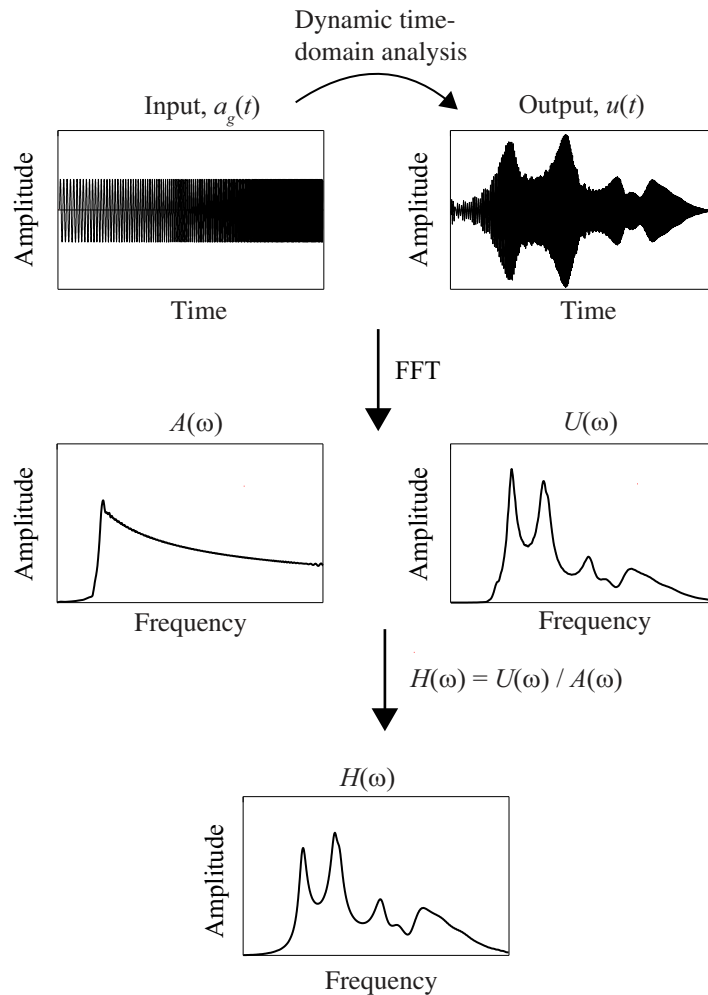 Dynamic time-
domain analysis
Input, a_g(t)
Output, u(t)
Amplitude
Amplitude
Time
Time
FFT
A(ω)
U(ω)
Amplitude
Amplitude
Frequency
Frequency
H(ω) = U(ω) / A(ω)
H(ω)
Amplitude
Frequency